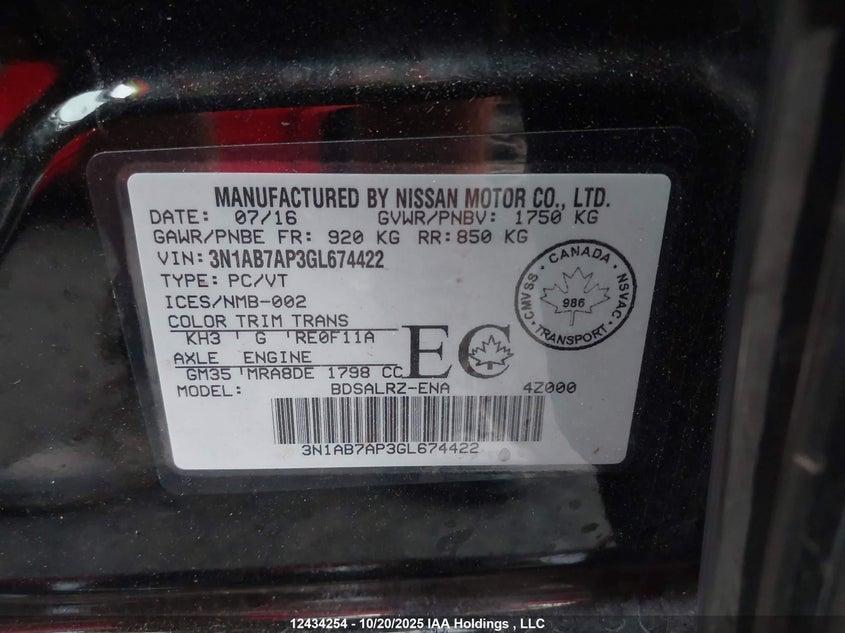 MANUFACTURED BY NISSAN MOTOR CO., LTD.
DATE: 07/16 GVWR/PNBV: 1750 KG
GAWR/PNBE FR: 920 KG RR:850 KG
VIN: 3N1AB7AP3GL674422
TYPE: PC/VT
ICES/NMB-002
COLOR TRIM TRANS
KH3 G RE0F11A
AXLE ENGINE
GM35 MRA8DE 1798 CC
MODEL: BDSALRZ-ENA 4Z000
EC
CANADA
CMVSS
986
NSVAC
TRANSPORT
3N1AB7AP3GL674422
12434254 - 10/20/2025 IAA Holdings , LLC